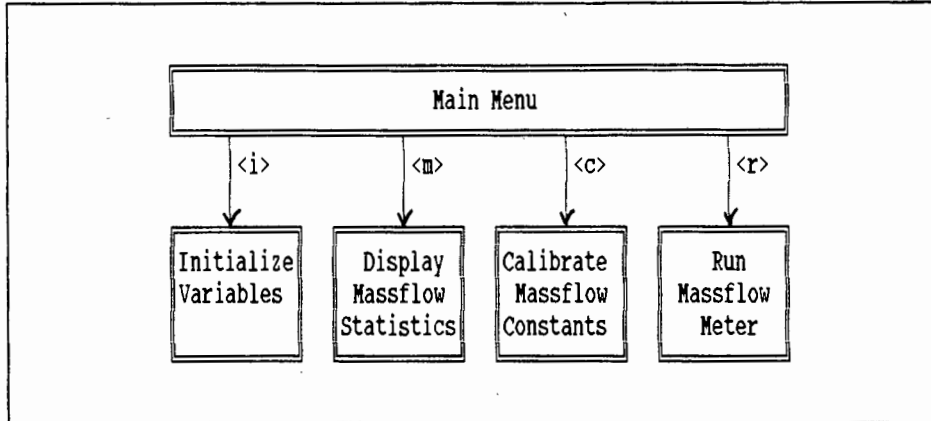 Main Menu
<i>
<m>
<c>
<r>
Initialize
Variables
Display
Massflow
Statistics
Calibrate
Massflow
Constants
Run
Massflow
Meter